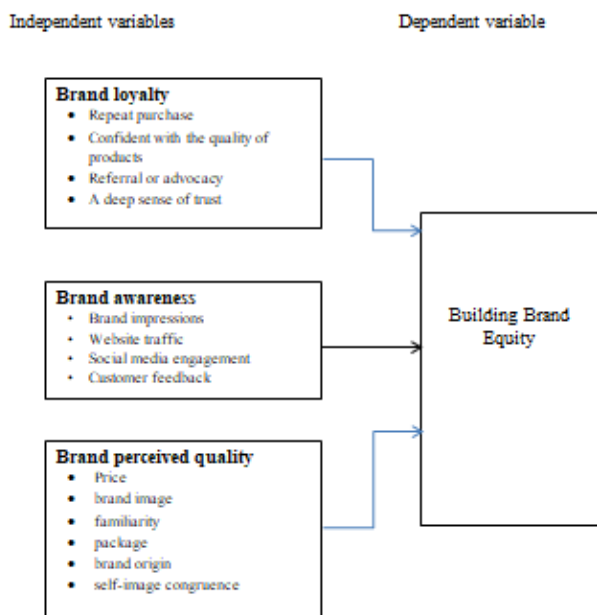 Independent variables
Dependent variable
Brand loyalty
• Repeat purchase
• Confident with the quality of
products
• Referral or advocacy
• A deep sense of trust
Brand awareness
• Brand impressions
• Website traffic
• Social media engagement
• Customer feedback
Brand perceived quality
• Price
• brand image
• familiarity
• package
• brand origin
• self-image congruence
Building Brand
Equity